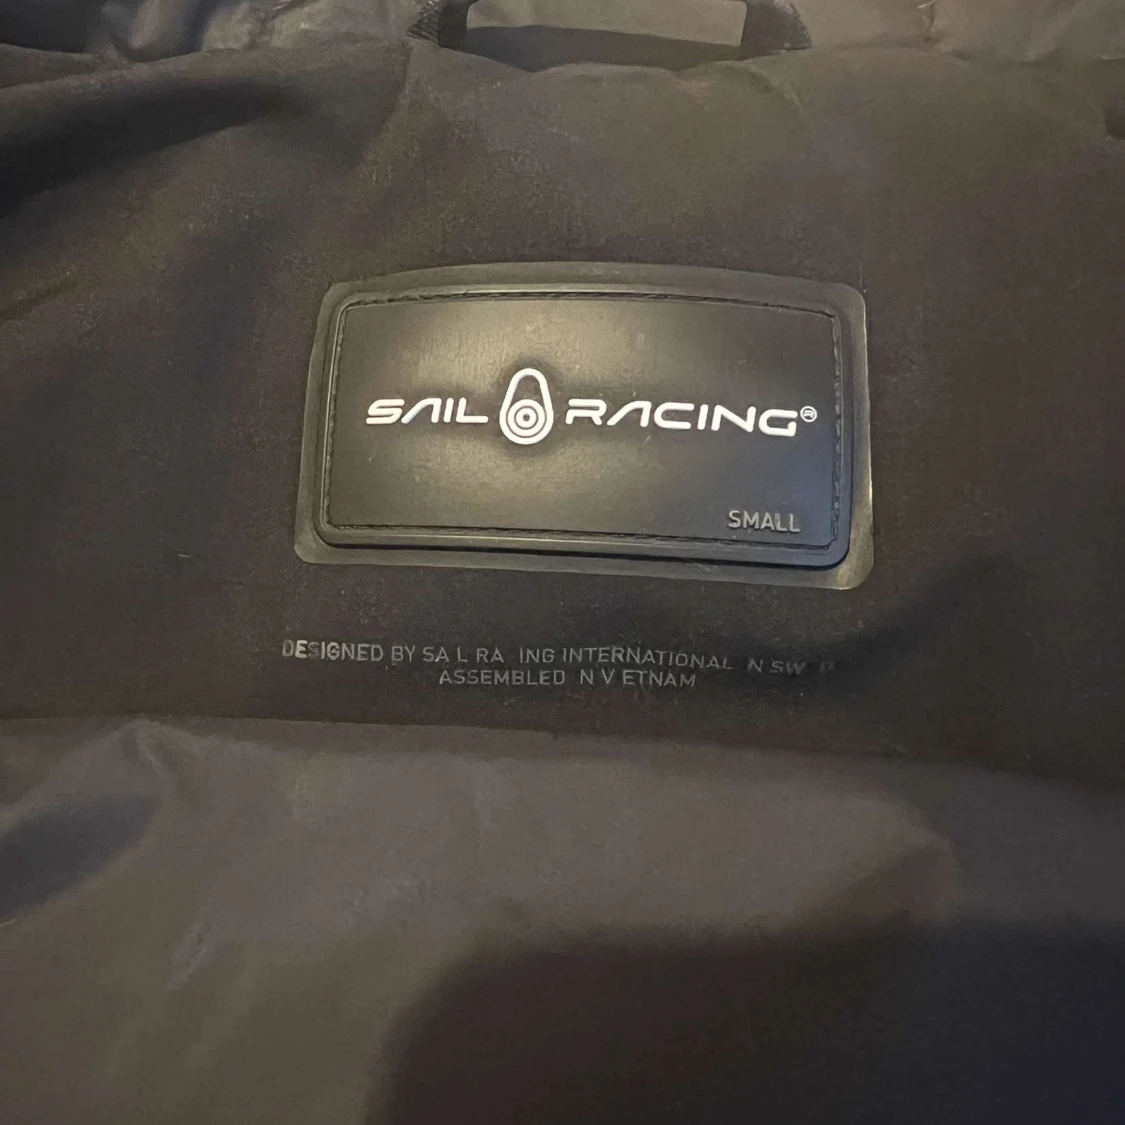 SAIL RACING®
SMALL
DESIGNED BY SA L RA ING INTERNATIONAL N SW
ASSEMBLED N V ETNAM